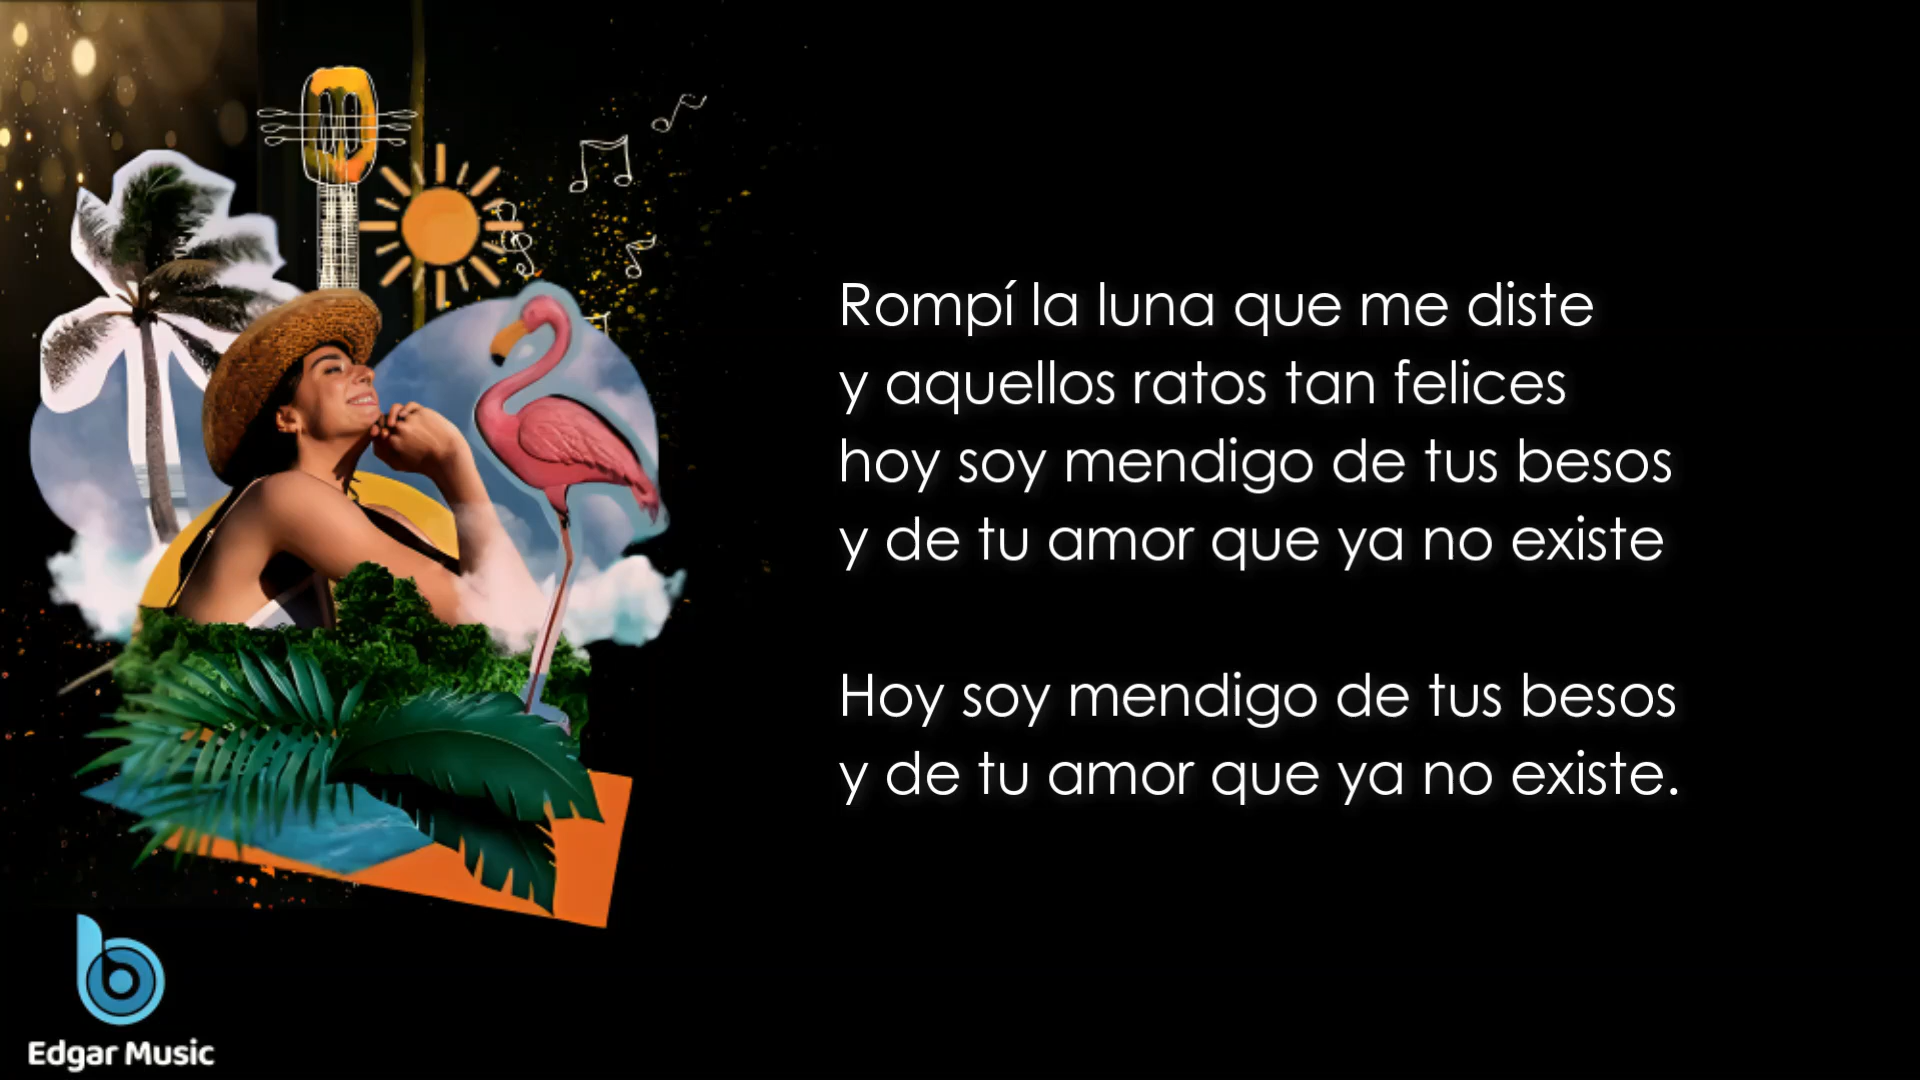 Rompí la luna que me diste
y aquellos ratos tan felices
hoy soy mendigo de tus besos
y de tu amor que ya no existe
Hoy soy mendigo de tus besos
y de tu amor que ya no existe.
Edgar Music